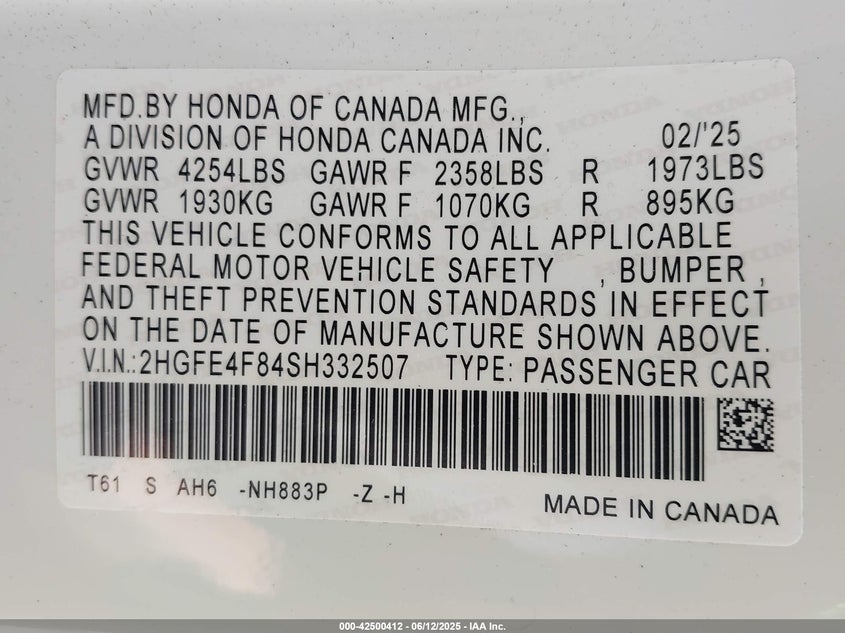 MFD.BY HONDA OF CANADA MFG.,
A DIVISION OF HONDA CANADA INC. 02/'25
GVWR 4254LBS GAWR F 2358LBS R 1973LBS
GVWR 1930KG GAWR F 1070KG R 895KG
THIS VEHICLE CONFORMS TO ALL APPLICABLE
FEDERAL MOTOR VEHICLE SAFETY , BUMPER ,
AND THEFT PREVENTION STANDARDS IN EFFECT
ON THE DATE OF MANUFACTURE SHOWN ABOVE.
V.I.N.:2HGFE4F84SH332507 TYPE: PASSENGER CAR
T61 S AH6 -NH883P -Z -H
MADE IN CANADA
000-42500412 - 06/12/2025 - IAA Inc.